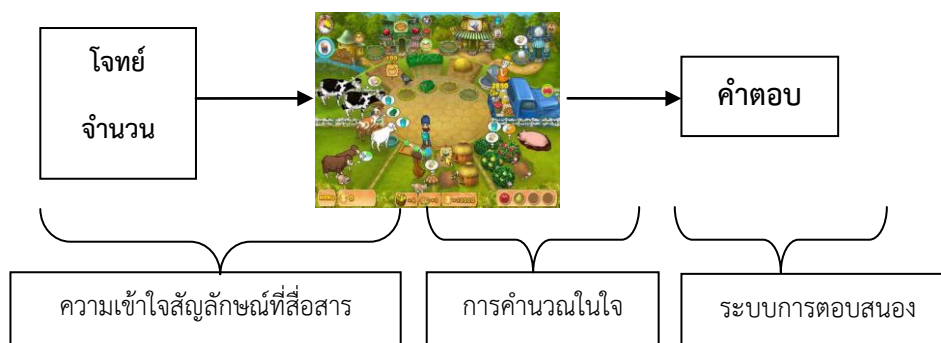 โจทย์
จำนวน
คำตอบ
MENU
ความเข้าใจสัญลักษณ์ที่สื่อสาร
การคำนวณในใจ
ระบบการตอบสนอง